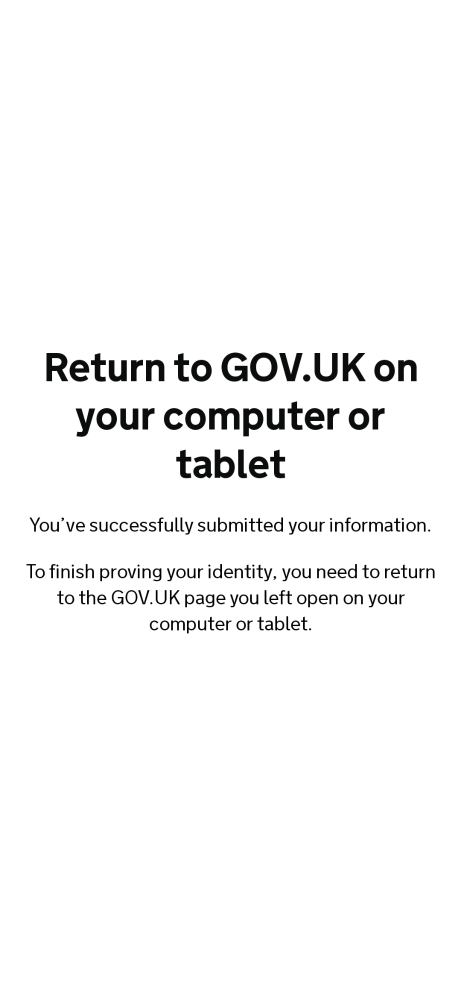 Return to GOV.UK on
your computer or
tablet
You’ve successfully submitted your information.
To finish proving your identity, you need to return
to the GOV.UK page you left open on your
computer or tablet.